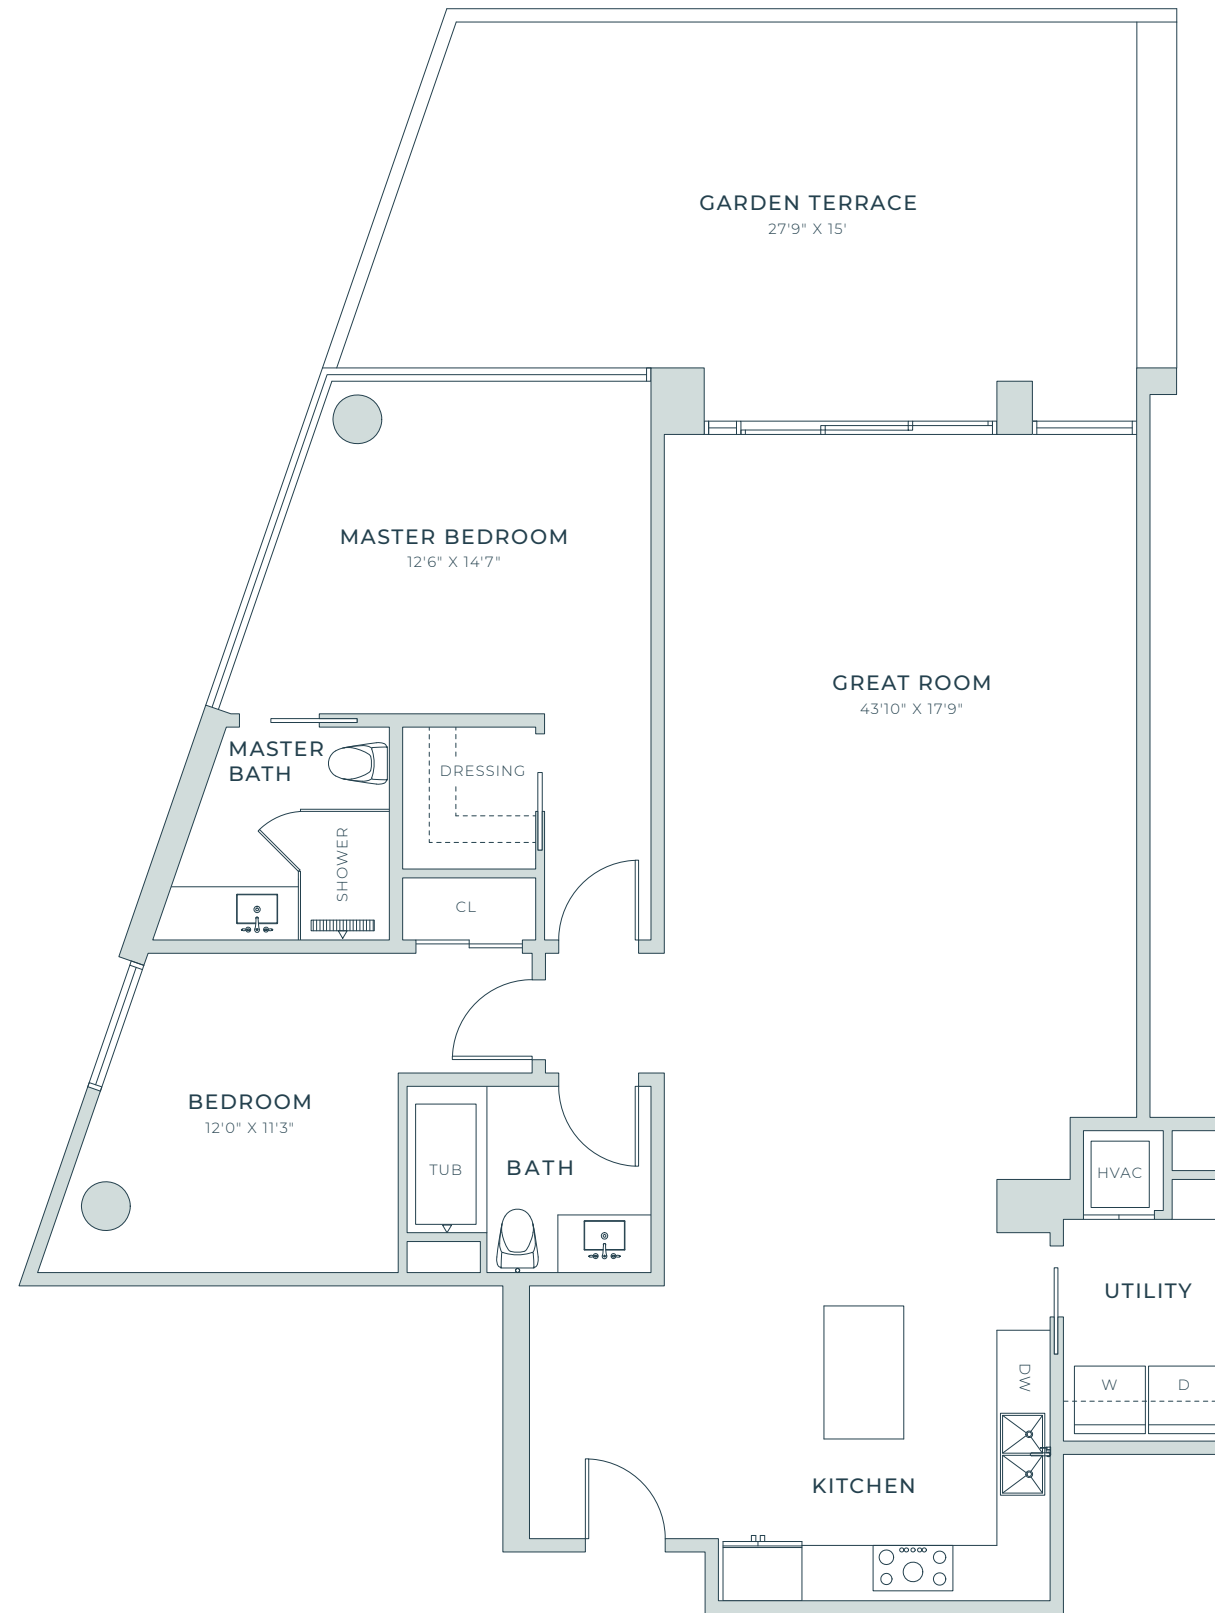 GARDEN TERRACE
27'9" X 15'
MASTER BEDROOM
12'6" X 14'7"
GREAT ROOM
43'10" X 17'9"
MASTER
BATH
DRESSING
SHOWER
CL
BEDROOM
12'0" X 11'3"
TUB
BATH
HVAC
UTILITY
DW
W
D
KITCHEN